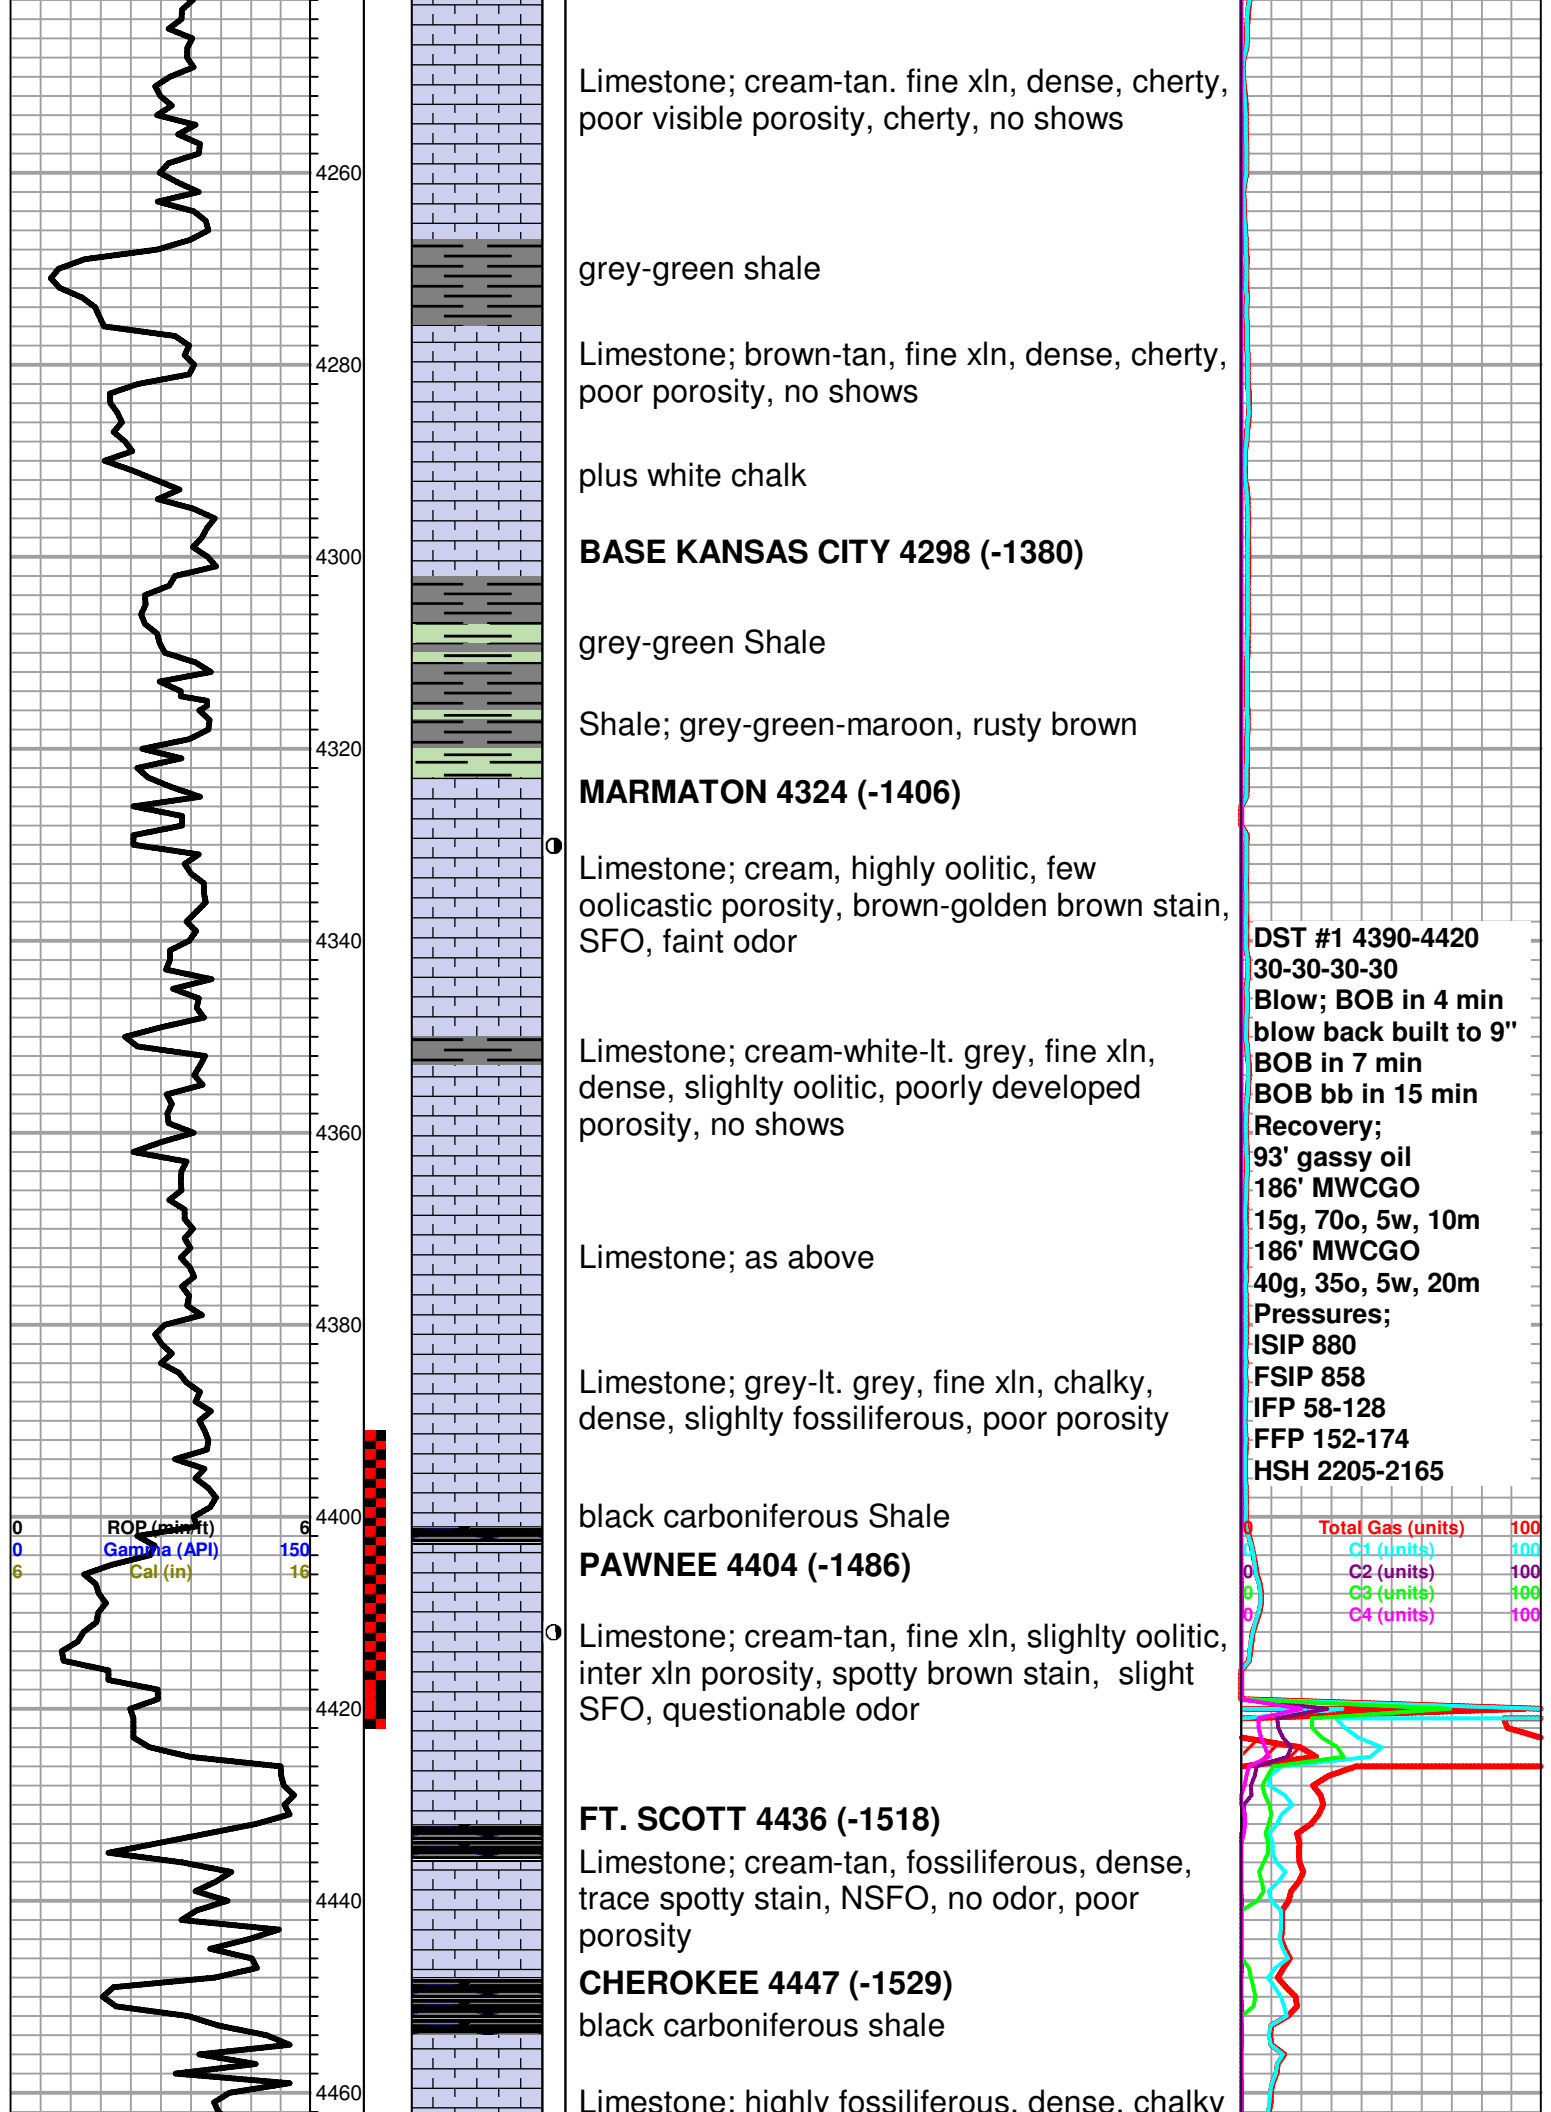 Limestone; cream-tan. fine xln, dense, cherty,
poor visible porosity, cherty, no shows
4260
grey-green shale
Limestone; brown-tan, fine xln, dense, cherty,
poor porosity, no shows
4280
plus white chalk
BASE KANSAS CITY 4298 (-1380)
4300
grey-green Shale
Shale; grey-green-maroon, rusty brown
4320
MARMATON 4324 (-1406)
Limestone; cream, highly oolitic, few
oolicastic porosity, brown-golden brown stain,
SFO, faint odor
4340
Limestone; cream-white-lt. grey, fine xln,
dense, slighlty oolitic, poorly developed
porosity, no shows
4360
Limestone; as above
4380
Limestone; grey-lt. grey, fine xln, chalky,
dense, slighlty fossiliferous, poor porosity
DST #1 4390-4420
30-30-30-30
Blow; BOB in 4 min
blow back built to 9"
BOB in 7 min
BOB bb in 15 min
Recovery;
93' gassy oil
186' MWCGO
15g, 70o, 5w, 10m
186' MWCGO
40g, 35o, 5w, 20m
Pressures;
ISIP 880
FSIP 858
IFP 58-128
FFP 152-174
HSH 2205-2165
4400
black carboniferous Shale
0 ROP (min/ft) 6
0 Gamma (API) 150
6 Cal (in) 16
0 Total Gas (units) 100
0 C1 (units) 100
0 C2 (units) 100
0 C3 (units) 100
0 C4 (units) 100
PAWNEE 4404 (-1486)
Limestone; cream-tan, fine xln, slighlty oolitic,
inter xln porosity, spotty brown stain, slight
SFO, questionable odor
4420
FT. SCOTT 4436 (-1518)
Limestone; cream-tan, fossiliferous, dense,
trace spotty stain, NSFO, no odor, poor
porosity
4440
CHEROKEE 4447 (-1529)
black carboniferous shale
4460
Limestone; highly fossiliferous, dense, chalky